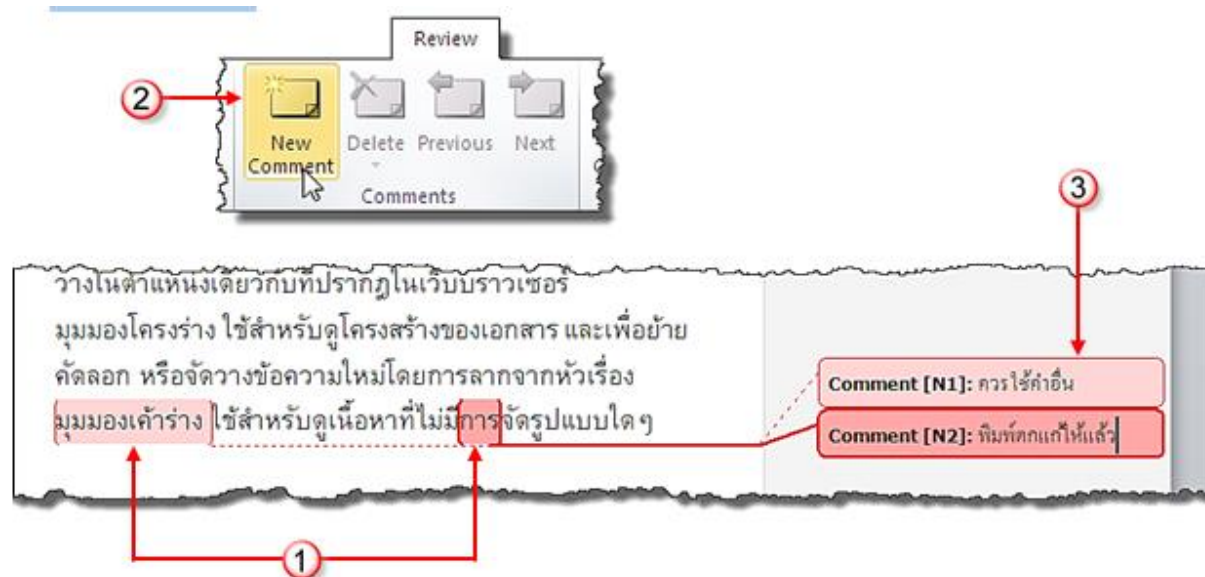 Review
2
New
Comment
Delete
Previous
Next
Comments
3
วางในตำแหน่งเดียวกับที่ปรากฏในเว็บบราวเซอร์
มุมมองโครงร่าง ใช้สำหรับดูโครงสร้างของเอกสาร และเพื่อย้าย
คัดลอก หรือจัดวางข้อความใหม่โดยการลากจากหัวเรื่อง
มุมมองเค้าร่าง ใช้สำหรับดูเนื้อหาที่ไม่มีการจัดรูปแบบใดๆ
Comment [N1]: ควรใช้คำอื่น
Comment [N2]: พิมพ์ตกแก้ให้แล้ว
1